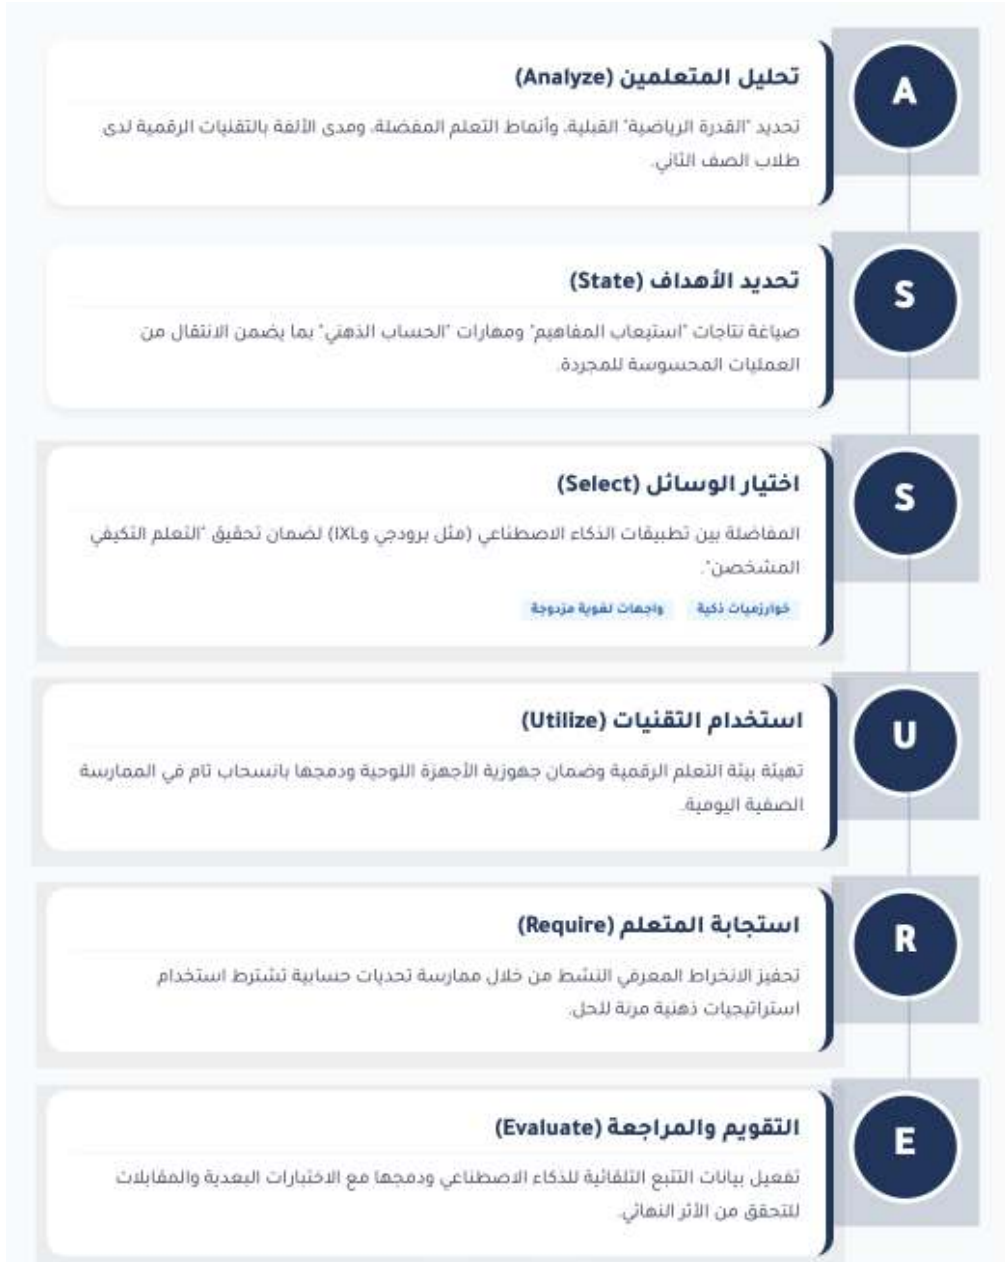 A
تحليل المتعلمين (Analyze)
تحديد "القدرة الرياضية" القبلية، وأنماط التعلم المفضلة، ومدى الألفة بالتقنيات الرقمية لدى
طلاب الصف الثاني.
S
تحديد الأهداف (State)
صياغة نتاجات "استيعاب المفاهيم" ومهارات "الحساب الذهني" بما يضمن الانتقال من
العمليات المحسوسة للمجردة.
S
اختيار الوسائل (Select)
المفاضلة بين تطبيقات الذكاء الاصطناعي (مثل برودجي وIXL) لضمان تحقيق "التعلم التكيفي
المشخصن".
خوارزميات ذكية
واجهات لغوية مزدوجة
U
استخدام التقنيات (Utilize)
تهيئة بيئة التعلم الرقمية وضمان جهوزية الأجهزة اللوحية ودمجها بانسحاب تام في الممارسة
الصفية اليومية.
R
استجابة المتعلم (Require)
تحفيز الانخراط المعرفي النشط من خلال ممارسة تحديات حسابية تشترط استخدام
استراتيجيات ذهنية مرنة للحل.
E
التقويم والمراجعة (Evaluate)
تفعيل بيانات التتبع التلقائية للذكاء الاصطناعي ودمجها مع الاختبارات البعدية والمقابلات
للتحقق من الأثر النهائي.